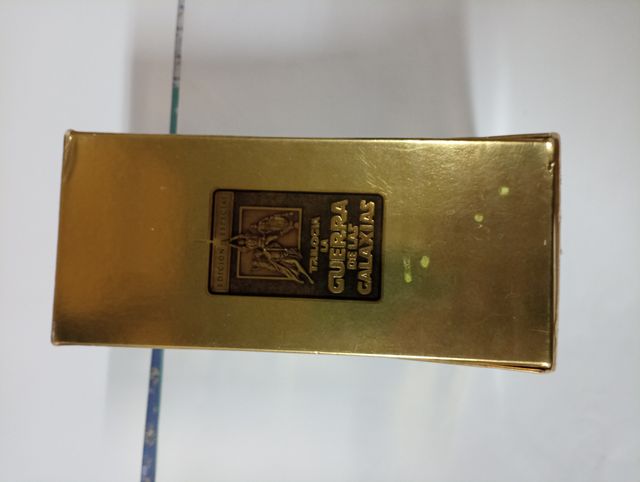 EDICION ESPECIAL
TRILOGIA
LA
GUERRA
DE LAS
GALAXIAS